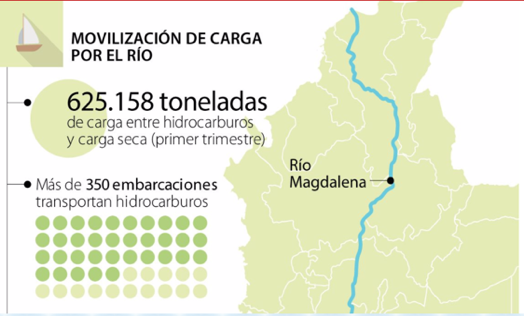 MOVILIZACIÓN DE CARGA
POR EL RÍO
625.158 toneladas
de carga entre hidrocarburos
y carga seca (primer trimestre)
Río
Magdalena
Más de 350 embarcaciones
transportan hidrocarburos